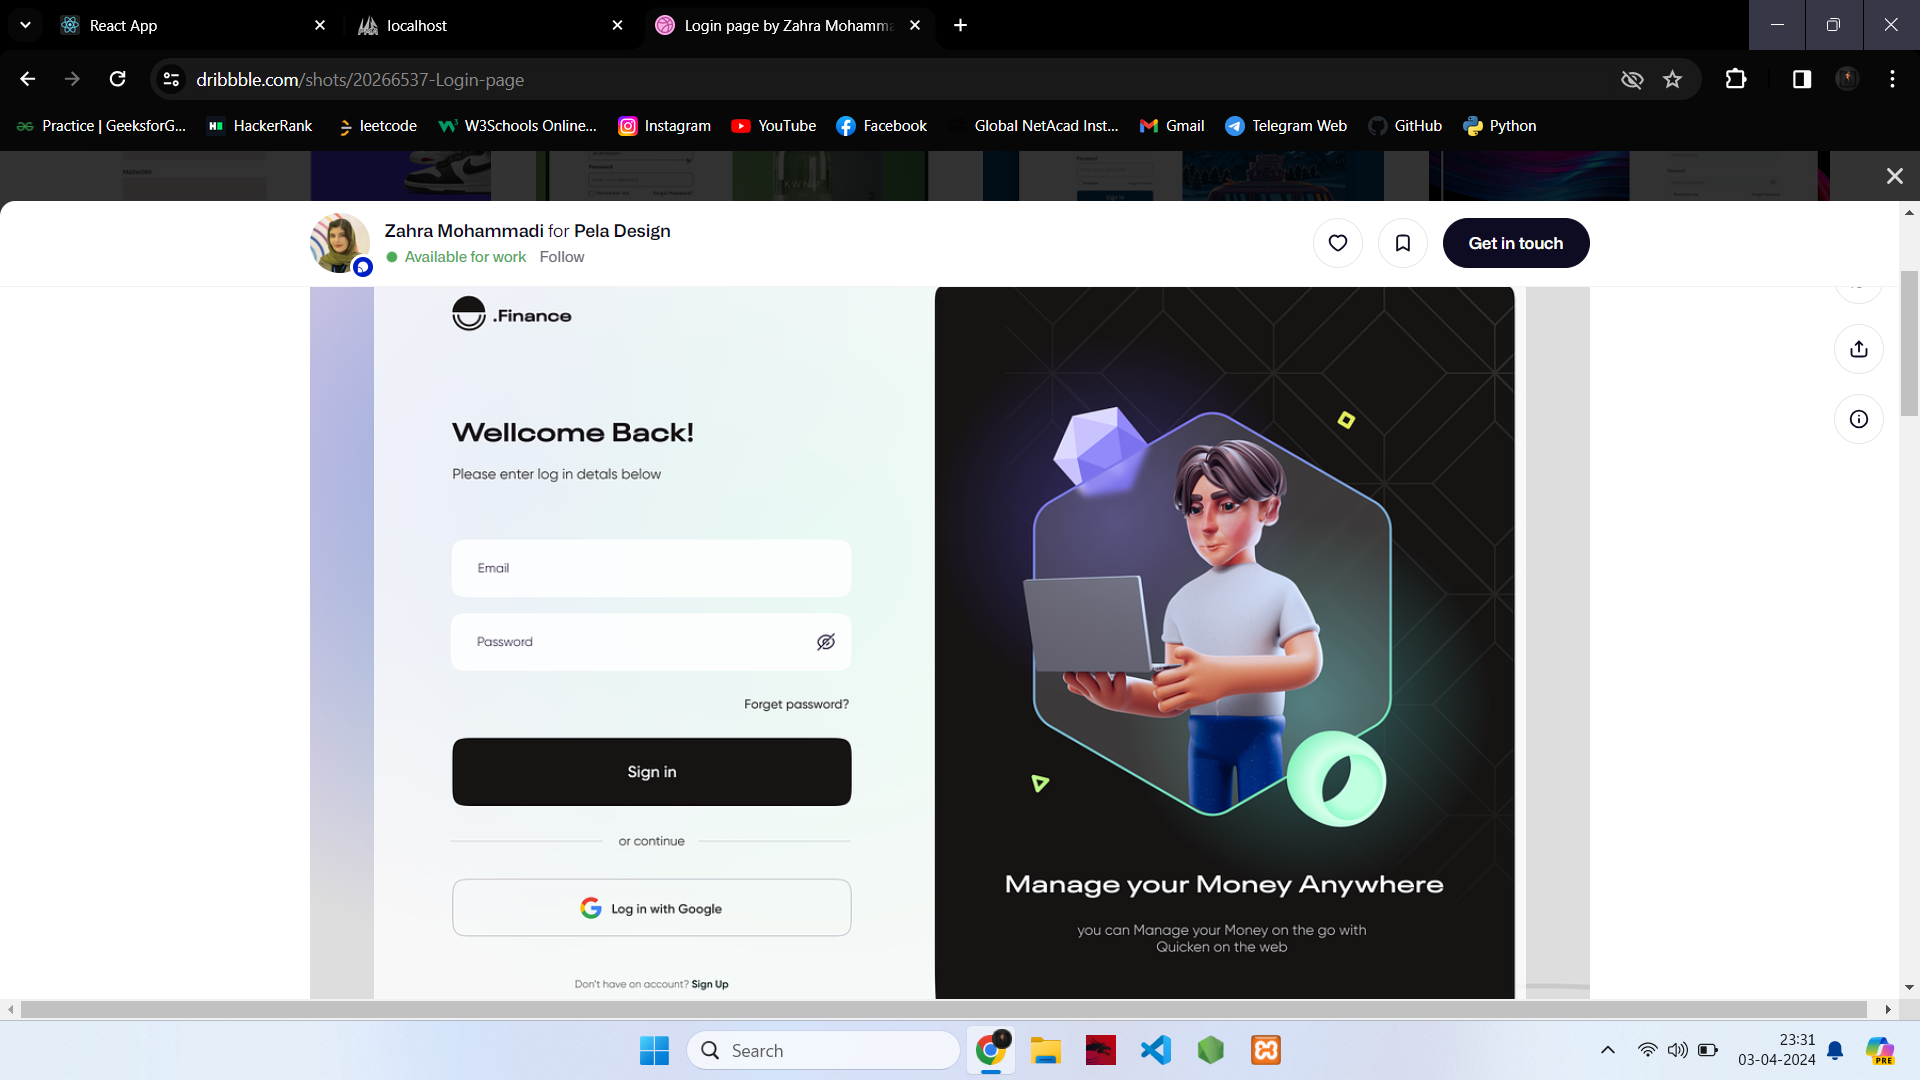 React App
localhost
Login page by Zahra Mohamma
dribbble.com/shots/20266537-Login-page
Practice | GeeksforG...
HackerRank
leetcode
W3Schools Online...
Instagram
YouTube
Facebook
Global NetAcad Inst...
Gmail
Telegram Web
GitHub
Python
Zahra Mohammadi for Pela Design
Available for work Follow
Get in touch
.Finance
Wellcome Back!
Please enter log in detals below
Email
Password
Forget password?
Sign in
or continue
Log in with Google
Don't have on account? Sign Up
Manage your Money Anywhere
you can Manage your Money on the go with
Quicken on the web
Search
23:31
03-04-2024
PRE